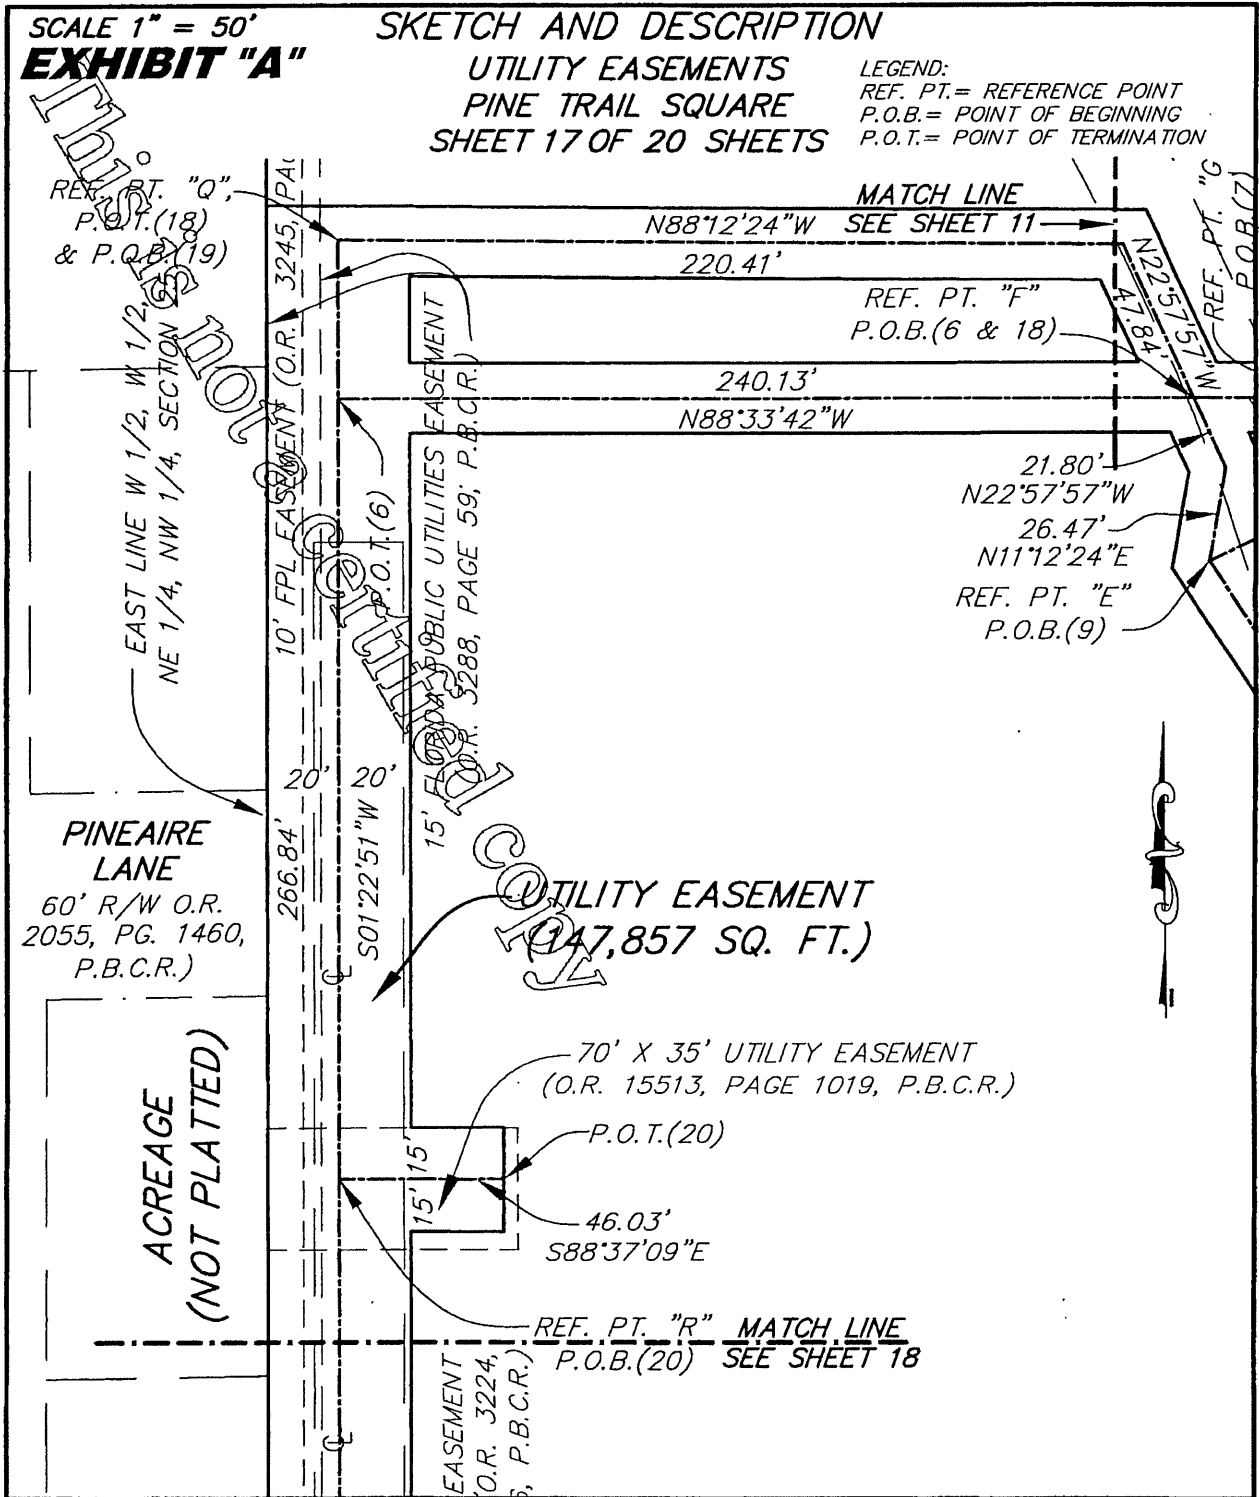 SCALE 1" = 50'
EXHIBIT "A"
SKETCH AND DESCRIPTION
UTILITY EASEMENTS
PINE TRAIL SQUARE
SHEET 17 OF 20 SHEETS
LEGEND:
REF. PT.= REFERENCE POINT
P.O.B.= POINT OF BEGINNING
P.O.T.= POINT OF TERMINATION
This is not a certified copy
REF. PT. "Q",
P.O.T.(18)
& P.O.B.(19)
MATCH LINE
SEE SHEET 11
N88°12'24"W
220.41'
REF. PT. "G
P.O.B.(7)
N22°57'57"W
47.84'
REF. PT. "F"
P.O.B.(6 & 18)
240.13'
N88°33'42"W
21.80'
N22°57'57"W
26.47'
N11°12'24"E
REF. PT. "E"
P.O.B.(9)
EAST LINE W 1/2, W 1/2,
NE 1/4, NW 1/4, SECTION
10' FPL EASEMENT (O.R. 3245, PAG
.O.T.(6)
15' FLORIDA PUBLIC UTILITIES EASEMENT
(O.R. 3288, PAGE 59; P.B.C.R.)
20' 20'
266.84'
S01°22'51"W
PINEAIRE
LANE
60' R/W O.R.
2055, PG. 1460,
P.B.C.R.)
UTILITY EASEMENT
(147,857 SQ. FT.)
ACREAGE
(NOT PLATTED)
70' X 35' UTILITY EASEMENT
(O.R. 15513, PAGE 1019, P.B.C.R.)
P.O.T.(20)
15'
15'
46.03'
S88°37'09"E
REF. PT. "R"
P.O.B.(20)
MATCH LINE
SEE SHEET 18
EASEMENT
O.R. 3224,
P.B.C.R.)